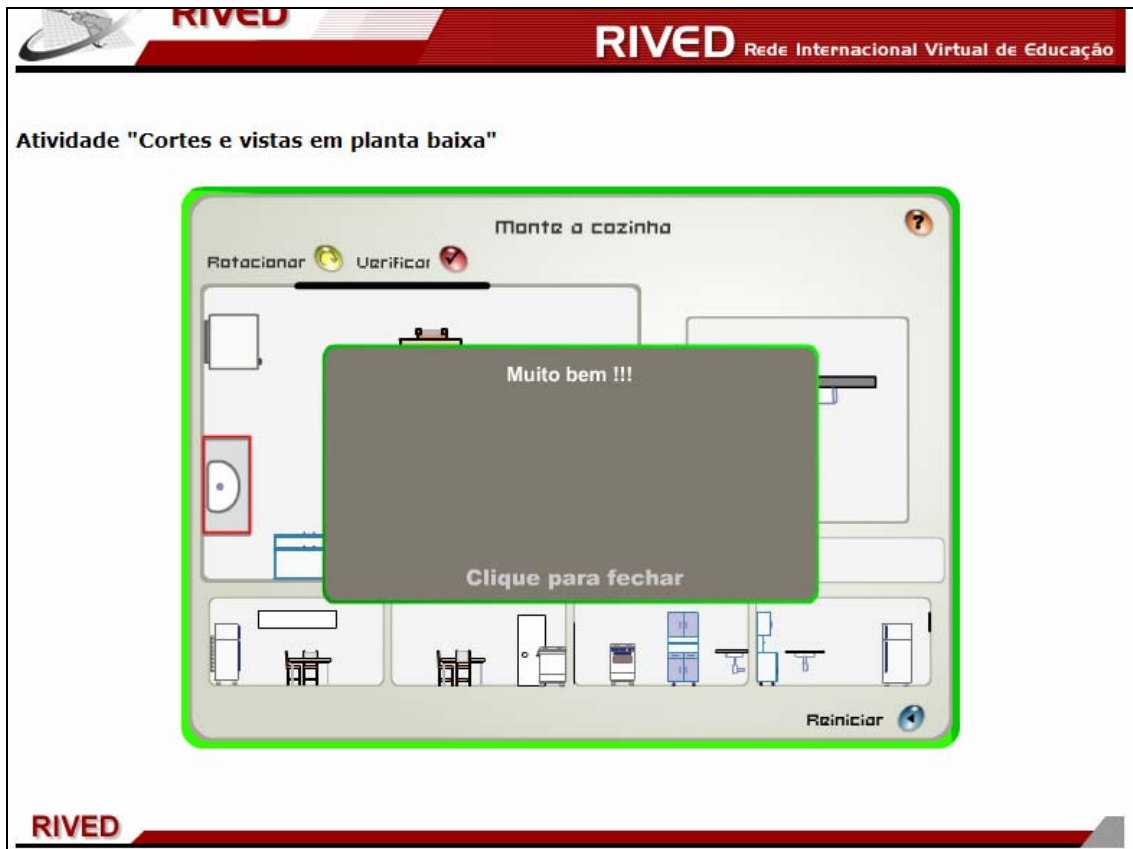 RIVED
RIVED Rede Internacional Virtual de Educação
Atividade "Cortes e vistas em planta baixa"
Monte a cozinha
?
Rotacionar Verificar
Muito bem !!!
Clique para fechar
Reiniciar
RIVED